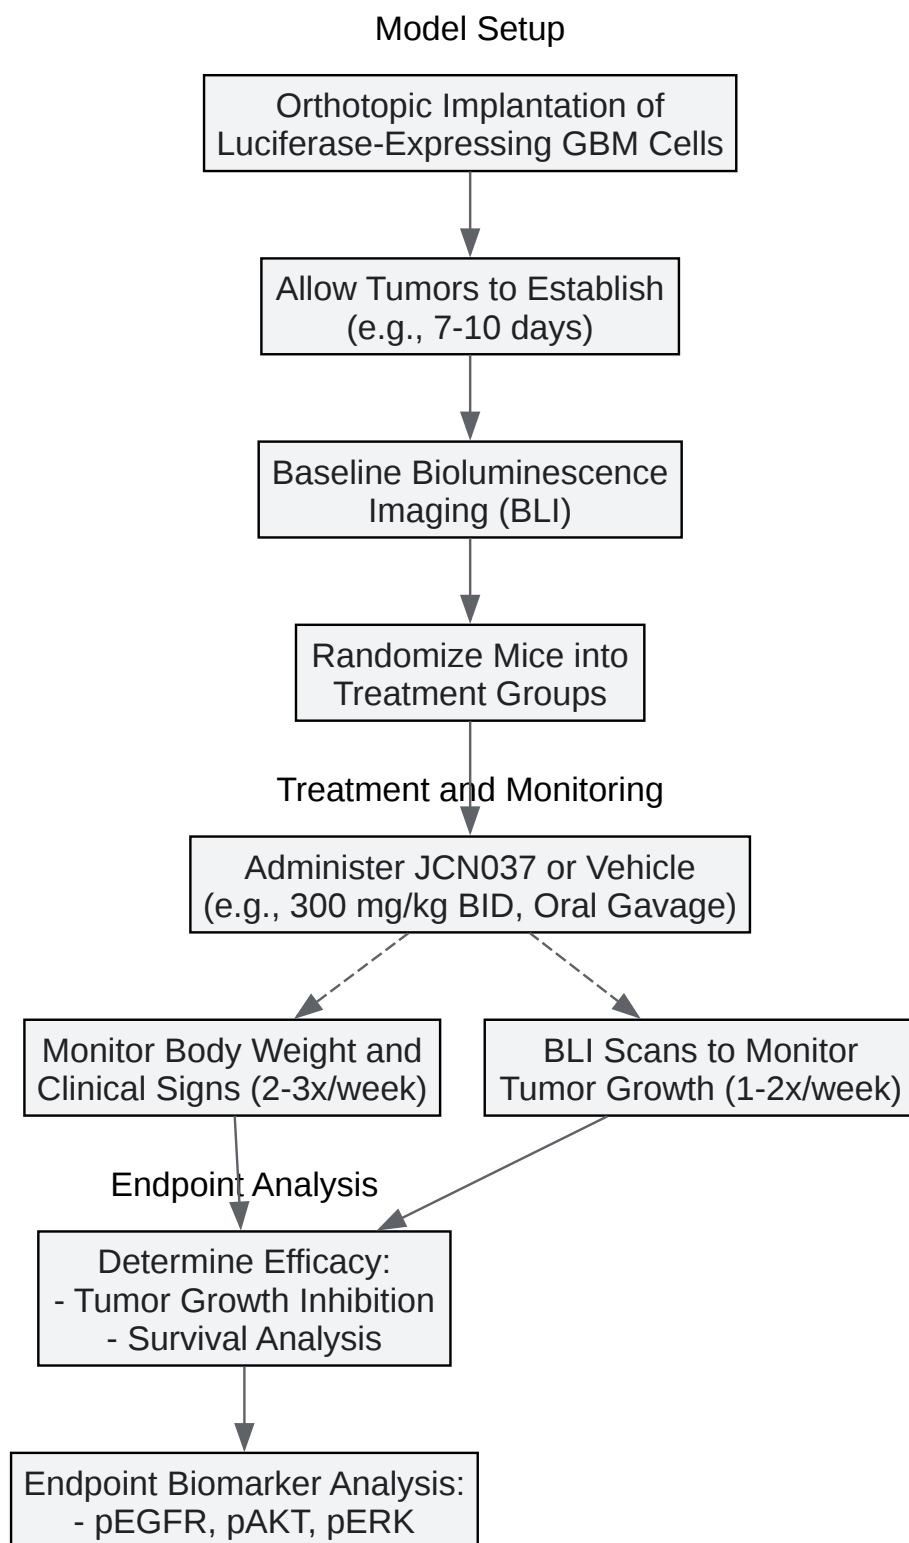 Model Setup
Orthotopic Implantation of
Luciferase-Expressing GBM Cells
Allow Tumors to Establish
(e.g., 7-10 days)
Baseline Bioluminescence
Imaging (BLI)
Randomize Mice into
Treatment Groups
Treatment and Monitoring
Administer JCN037 or Vehicle
(e.g., 300 mg/kg BID, Oral Gavage)
Monitor Body Weight and
Clinical Signs (2-3x/week)
BLI Scans to Monitor
Tumor Growth (1-2x/week)
Endpoint Analysis
Determine Efficacy:
- Tumor Growth Inhibition
- Survival Analysis
Endpoint Biomarker Analysis:
- pEGFR, pAKT, pERK